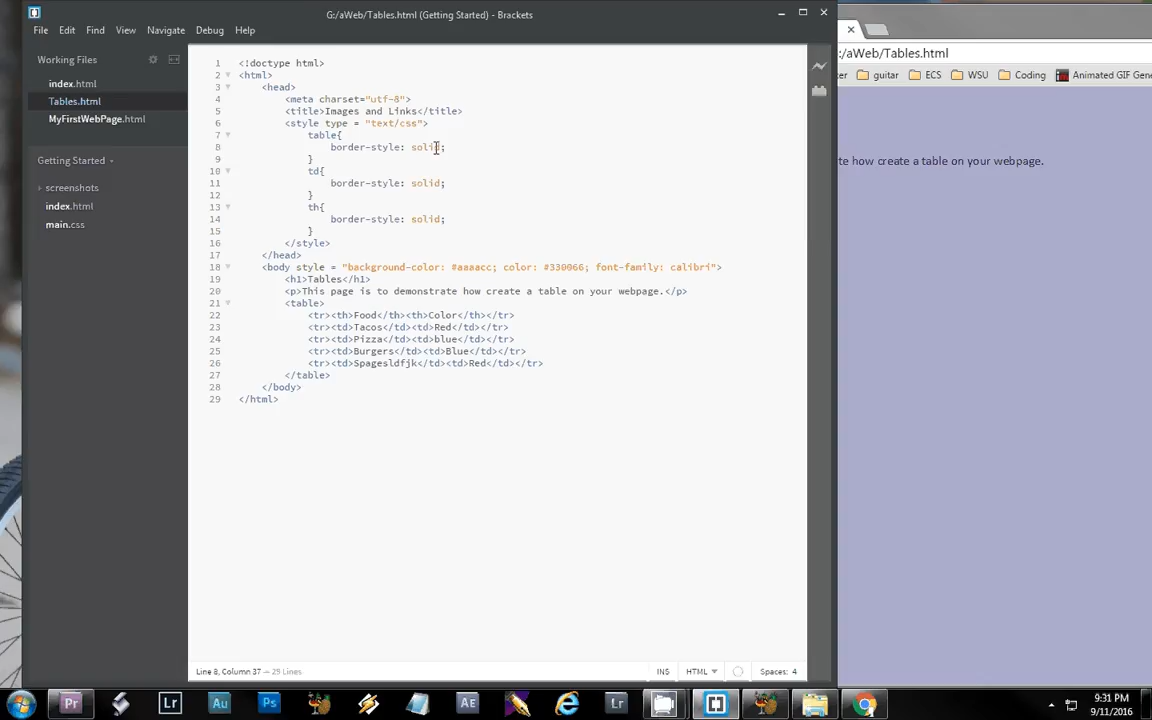 G:/aWeb/Tables.html (Getting Started) - Brackets
File Edit Find View Navigate Debug Help
Working Files
index.html
Tables.html
MyFirstWebPage.html
Getting Started
screenshots
index.html
main.css
1 <!doctype html>
2 <html>
3 <head>
4 <meta charset="utf-8">
5 <title>Images and Links</title>
6 <style type = "text/css">
7 table{
8 border-style: solid;
9 }
10 td{
11 border-style: solid;
12 }
13 th{
14 border-style: solid;
15 }
16 </style>
17 </head>
18 <body style = "background-color: #aaaacc; color: #330066; font-family: calibri">
19 <h1>Tables</h1>
20 <p>This page is to demonstrate how create a table on your webpage.</p>
21 <table>
22 <tr><th>Food</th><th>Color</th></tr>
23 <tr><td>Tacos</td><td>Red</td></tr>
24 <tr><td>Pizza</td><td>blue</td></tr>
25 <tr><td>Burgers</td><td>Blue</td></tr>
26 <tr><td>Spagesldfjk</td><td>Red</td></tr>
27 </table>
28 </body>
29 </html>
Line 8, Column 37 — 29 Lines
INS HTML Spaces: 4
:/aWeb/Tables.html
ter guitar ECS WSU Coding Animated GIF Gene
te how create a table on your webpage.
Pr Lr Au Ps AE Lr
9:31 PM
9/11/2016